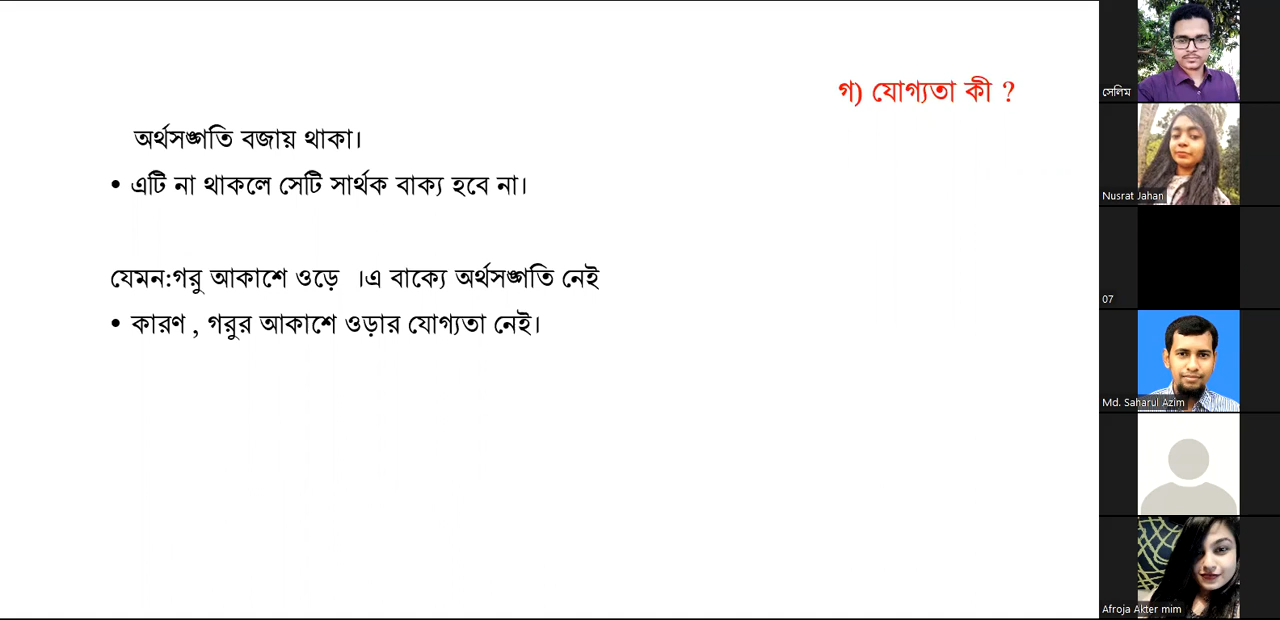 গ) যোগ্যতা কী ?
অর্থসঙ্গতি বজায় থাকা।
• এটি না থাকলে সেটি সার্থক বাক্য হবে না।
যেমন:গরু আকাশে ওড়ে ।এ বাক্যে অর্থসঙ্গতি নেই
• কারণ , গরুর আকাশে ওড়ার যোগ্যতা নেই।
সেলিম
Nusrat Jahan
07
Md. Saharul Azim
Afroja Akter mim